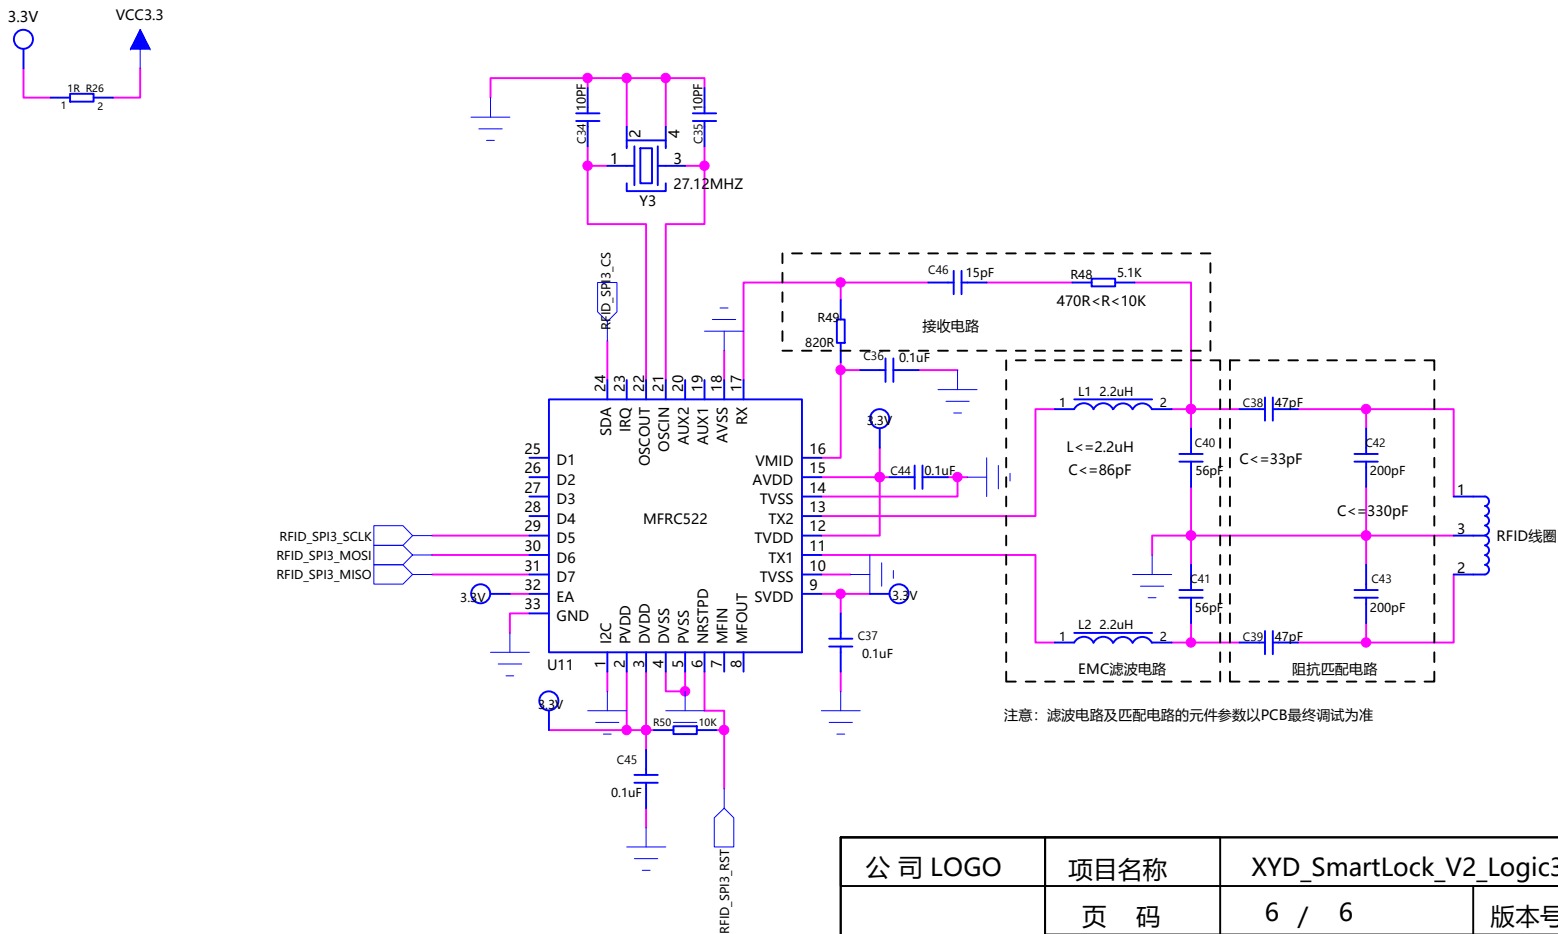 3.3V
VCC3.3
1R R26
1 2
C34 10PF
C35 10PF
2 4
1 3
27.12MHZ
Y3
RFID_SPI3_CS
C46 15pF
R48 5.1K
470R<R<10K
R49
820R
接收电路
C36 0.1uF
24 23 22 21 20 19 18 17
SDA IRQ OSCOUT OSCIN AUX2 AUX1 AVSS RX
3.3V
L1 2.2uH
1 2
C38 47pF
L<=2.2uH
C<=86pF
C40
56pF
C<=33pF
C42
200pF
C<=330pF
25 D1
26 D2
27 D3
28 D4
29 D5
30 D6
31 D7
32 EA
33 GND
MFRC522
VMID 16
AVDD 15
TVSS 14
TX2 13
TVDD 12
TX1 11
TVSS 10
SVDD 9
C44 0.1uF
RFID_SPI3_SCLK
RFID_SPI3_MOSI
RFID_SPI3_MISO
3.3V
3.3V
1
3
2
RFID线圈
C41
56pF
C43
200pF
L2 2.2uH
1 2
C39 47pF
EMC滤波电路
阻抗匹配电路
C37
0.1uF
I2C PVDD DVDD DVSS PVSS NRSTPD MFIN MFOUT
U11
1 2 3 4 5 6 7 8
3.3V
R50 10K
C45
0.1uF
RFID_SPI3_RST
注意：滤波电路及匹配电路的元件参数以PCB最终调试为准
公 司 LOGO
项目名称
XYD_SmartLock_V2_Logic3
页 码
6 / 6
版本号